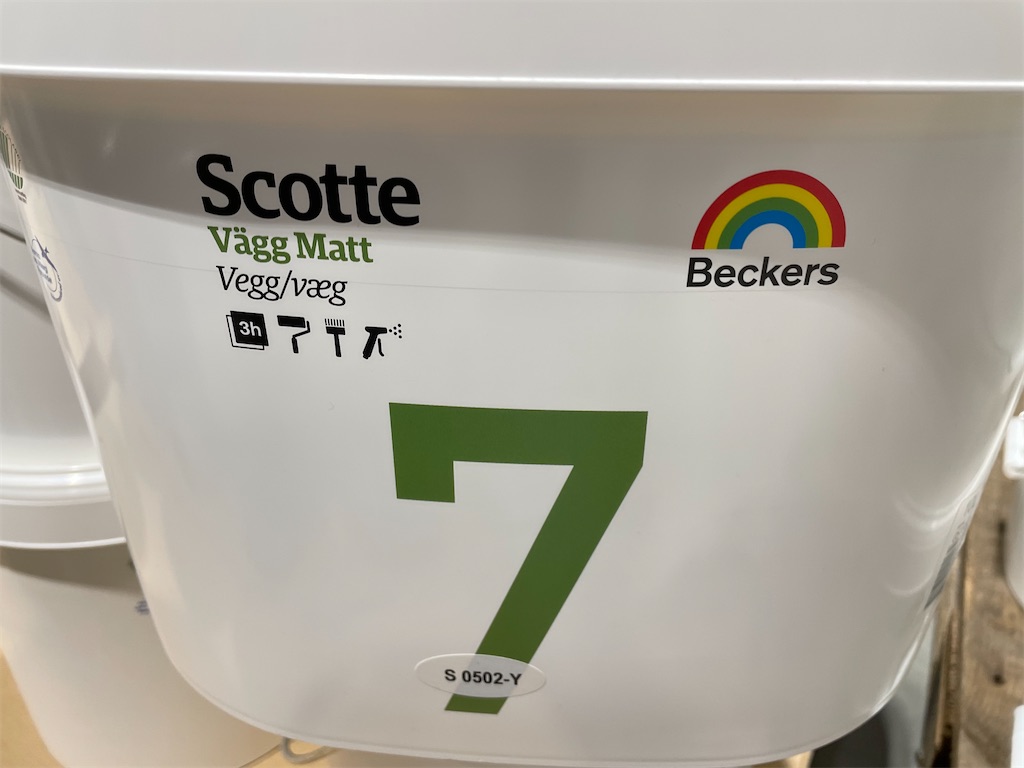 Scotte
Vägg Matt
Vegg/væg
3h
Beckers
7
S 0502-Y